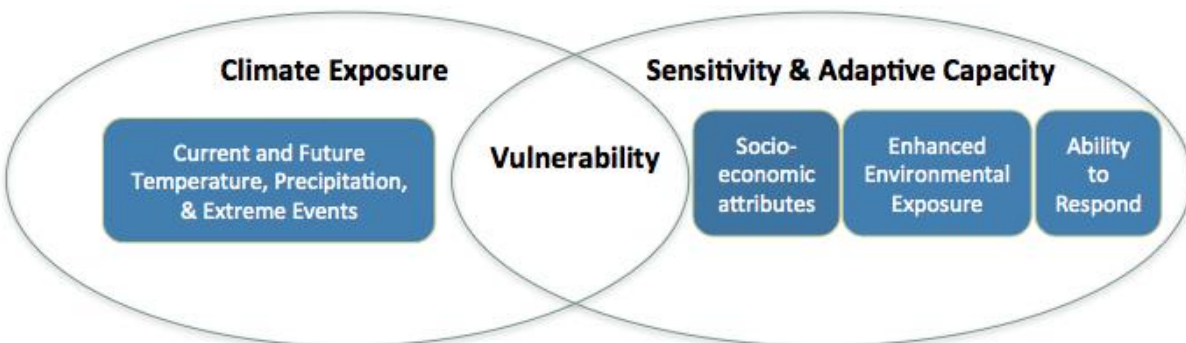 Climate Exposure
Current and Future
Temperature, Precipitation,
& Extreme Events
Vulnerability
Sensitivity & Adaptive Capacity
Socio-
economic
attributes
Enhanced
Environmental
Exposure
Ability
to
Respond